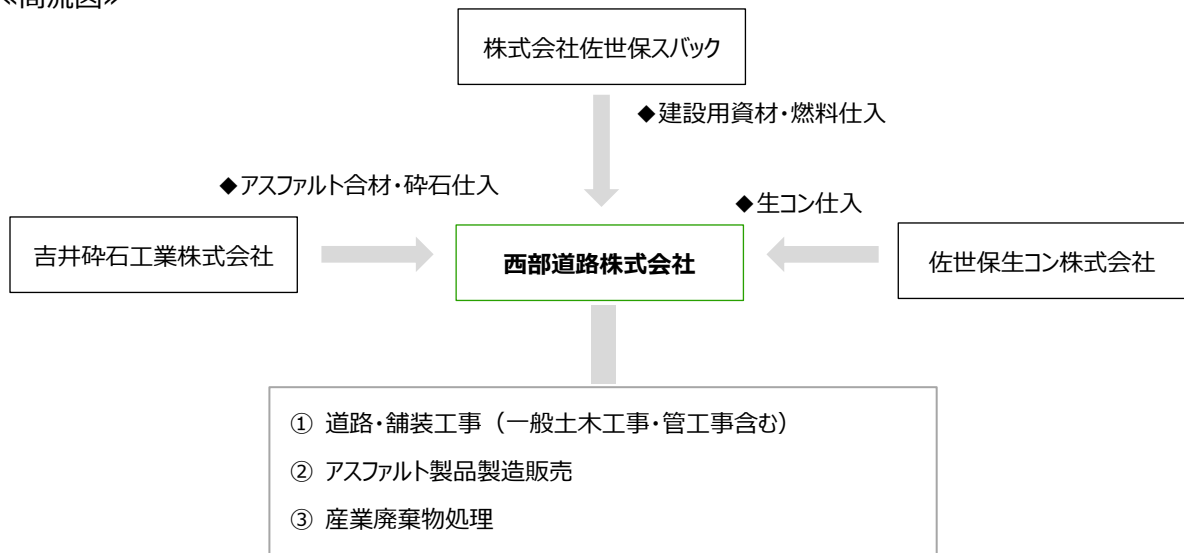 ≪商流図≫
株式会社佐世保スバック
◆建設用資材・燃料仕入
◆アスファルト合材・砕石仕入
◆生コン仕入
吉井砕石工業株式会社
西部道路株式会社
佐世保生コン株式会社
① 道路・舗装工事（一般土木工事・管工事含む）
② アスファルト製品製造販売
③ 産業廃棄物処理